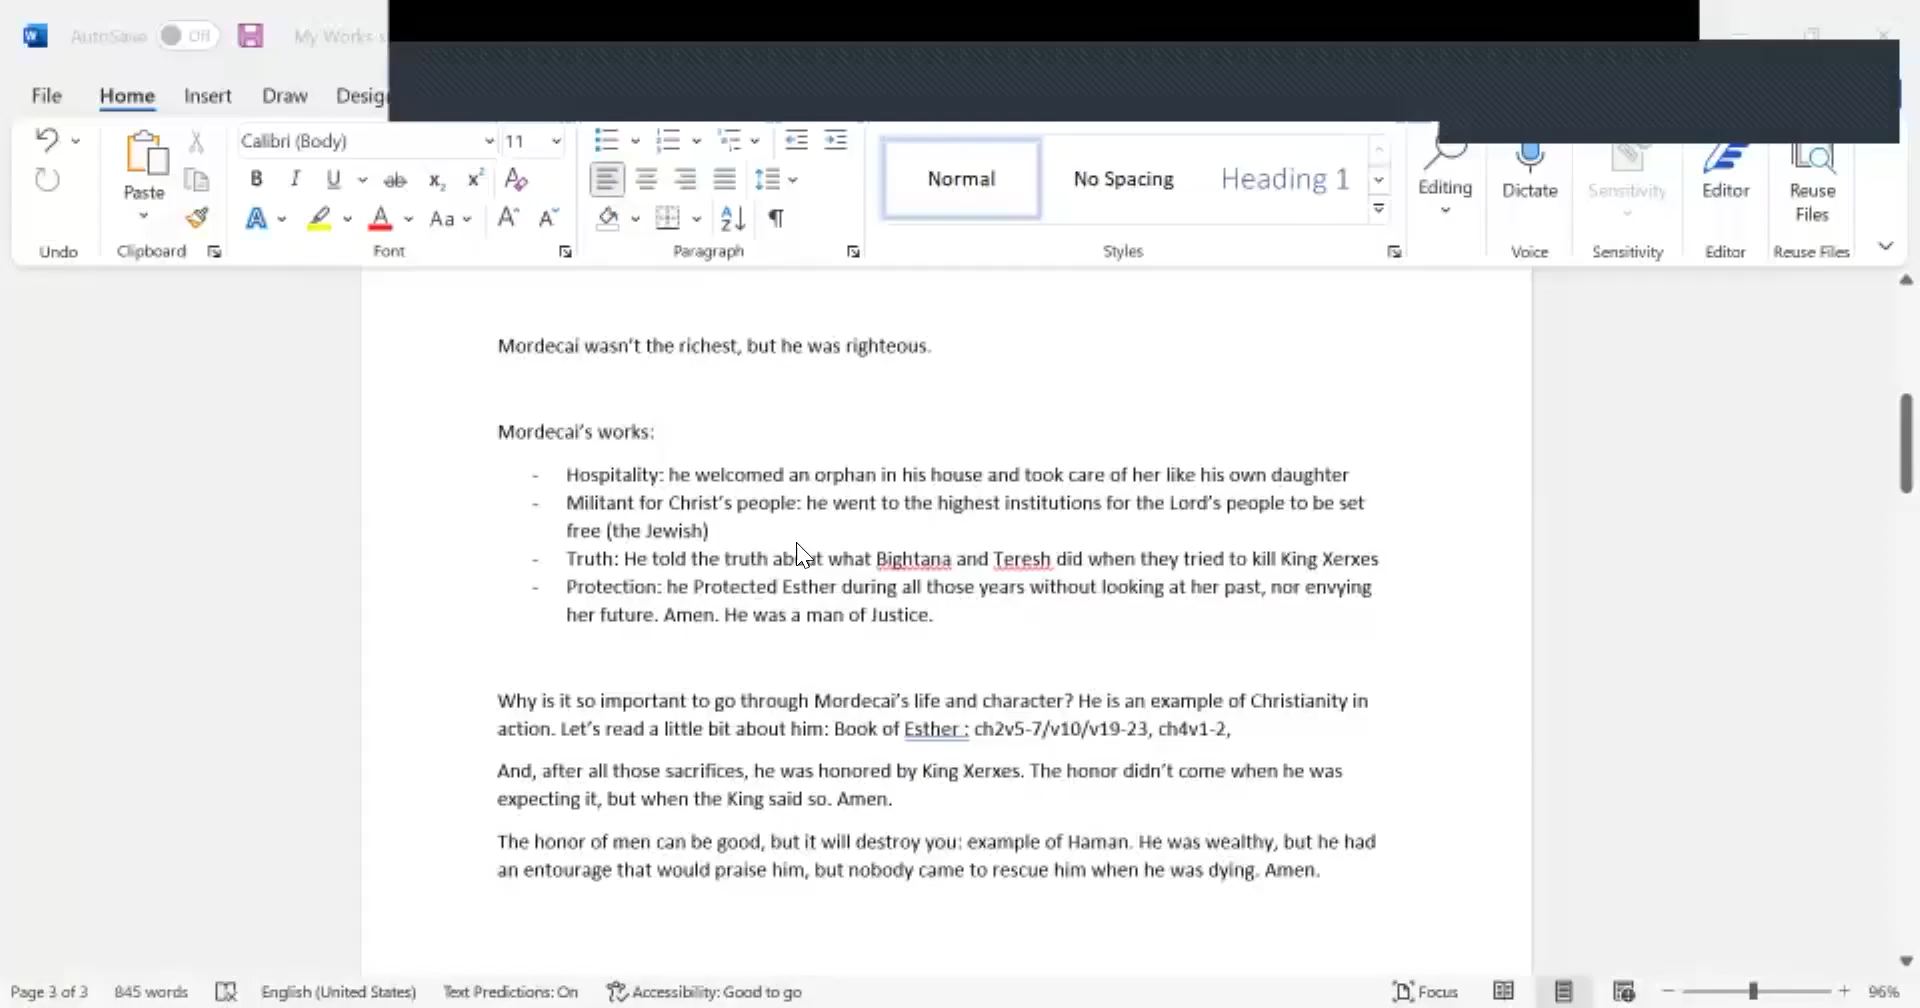 AutoSave Off My Works
File Home Insert Draw Desig
Calibri (Body) 11
Paste
Normal No Spacing Heading 1
Editing Dictate Sensitivity Editor Reuse Files
Undo Clipboard Font Paragraph Styles Voice Sensitivity Editor Reuse Files
Mordecai wasn't the richest, but he was righteous.
Mordecai's works:
- Hospitality: he welcomed an orphan in his house and took care of her like his own daughter
- Militant for Christ's people: he went to the highest institutions for the Lord's people to be set
free (the Jewish)
- Truth: He told the truth about what Bightana and Teresh did when they tried to kill King Xerxes
- Protection: he Protected Esther during all those years without looking at her past, nor envying
her future. Amen. He was a man of Justice.
Why is it so important to go through Mordecai's life and character? He is an example of Christianity in
action. Let's read a little bit about him: Book of Esther : ch2v5-7/v10/v19-23, ch4v1-2,
And, after all those sacrifices, he was honored by King Xerxes. The honor didn't come when he was
expecting it, but when the King said so. Amen.
The honor of men can be good, but it will destroy you: example of Haman. He was wealthy, but he had
an entourage that would praise him, but nobody came to rescue him when he was dying. Amen.
Page 3 of 3 845 words English (United States) Text Predictions: On Accessibility: Good to go Focus 96%